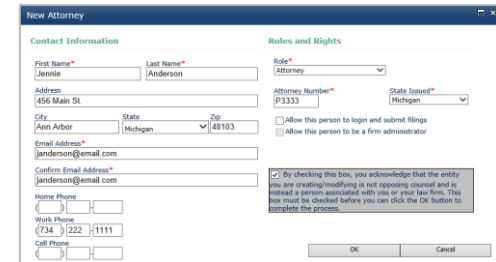 New Attorney
Contact Information
First Name* Last Name*
Jennie Anderson
Address
456 Main St.
City State Zip
Ann Arbor Michigan 48103
Email Address*
janderson@email.com
Confirm Email Address*
janderson@email.com
Home Phone
( ) -
Work Phone
(734 ) 222 -1111
Cell Phone
( ) -
Roles and Rights
Role*
Attorney
Attorney Number* State Issued*
P3333 Michigan
Allow this person to login and submit filings
Allow this person to be a firm administrator
By checking this box, you acknowledge that the entity
you are creating/modifying is not opposing counsel and is
instead a person associated with you or your law firm. This
box must be checked before you can click the OK button to
complete the process.
OK Cancel